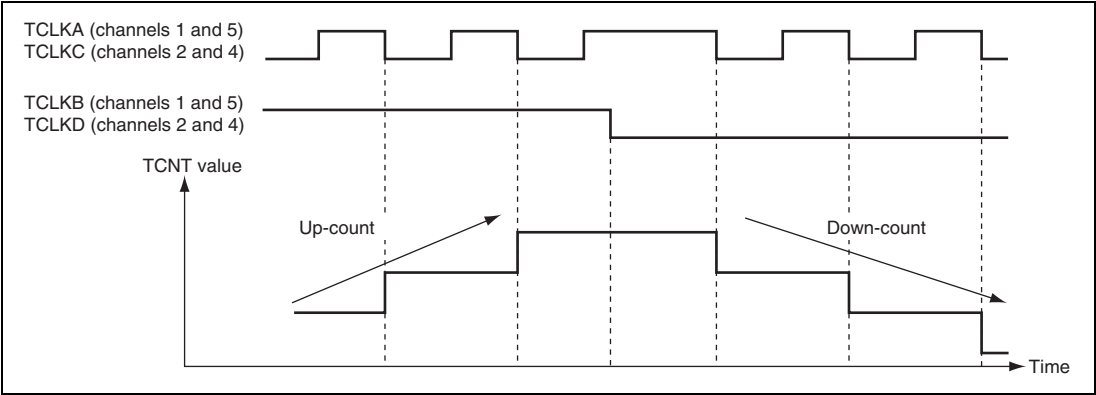 TCLKA (channels 1 and 5)
TCLKC (channels 2 and 4)
TCLKB (channels 1 and 5)
TCLKD (channels 2 and 4)
TCNT value
Up-count
Down-count
Time